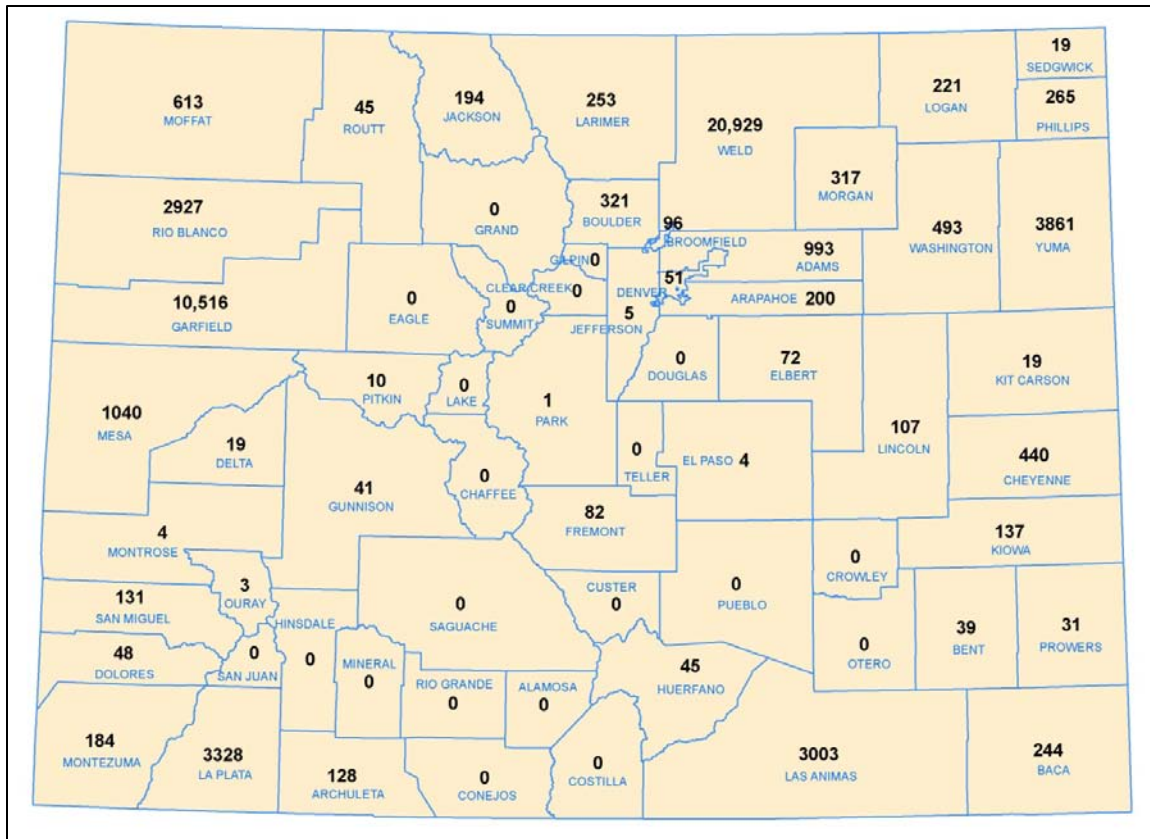 19
SEDGWICK
613
MOFFAT
45
ROUTT
194
JACKSON
253
LARIMER
20,929
WELD
221
LOGAN
265
PHILLIPS
317
MORGAN
2927
RIO BLANCO
0
GRAND
321
BOULDER
96
BROOMFIELD
493
WASHINGTON
3861
YUMA
993
ADAMS
GILPIN 0
CLEAR CREEK 0
51
DENVER
ARAPAHOE 200
10,516
GARFIELD
0
EAGLE
0
SUMMIT
5
JEFFERSON
0
DOUGLAS
72
ELBERT
19
KIT CARSON
10
PITKIN
0
LAKE
1
PARK
1040
MESA
107
LINCOLN
19
DELTA
0
TELLER
EL PASO 4
440
CHEYENNE
41
GUNNISON
0
CHAFFEE
82
FREMONT
4
MONTROSE
137
KIOWA
0
CROWLEY
3
OURAY
131
SAN MIGUEL
HINSDALE
0
0
SAGUACHE
CUSTER
0
0
PUEBLO
0
OTERO
39
BENT
31
PROWERS
48
DOLORES
0
SAN JUAN
MINERAL
0
RIO GRANDE
0
ALAMOSA
0
45
HUERFANO
184
MONTEZUMA
3328
LA PLATA
128
ARCHULETA
0
CONEJOS
0
COSTILLA
3003
LAS ANIMAS
244
BACA